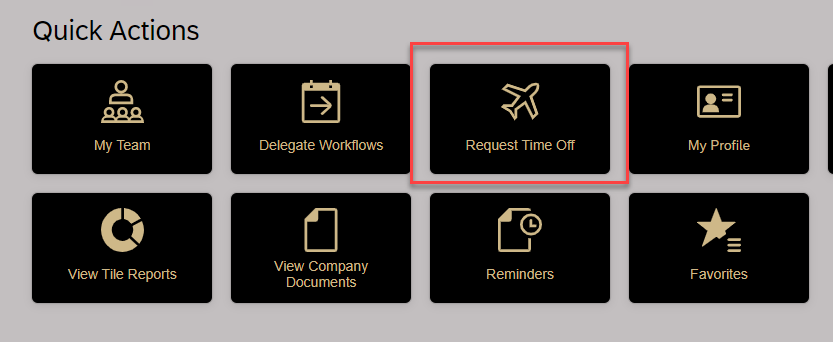 Quick Actions
My Team
Delegate Workflows
Request Time Off
My Profile
View Tile Reports
View Company
Documents
Reminders
Favorites